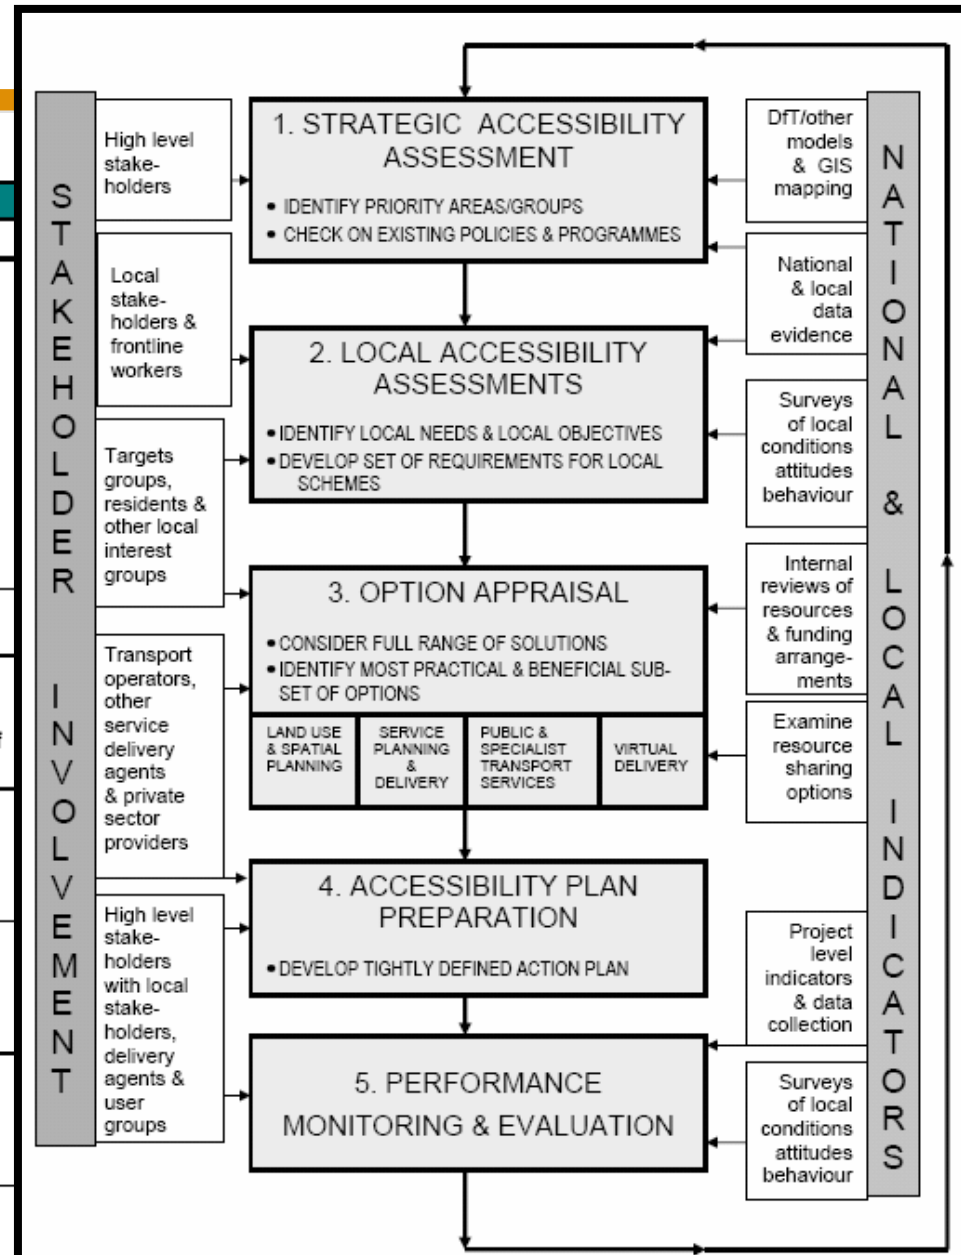 STAKEHOLDER INVOLVEMENT
High level
stake-
holders
Local
stake-
holders &
frontline
workers
Targets
groups,
residents &
other local
interest
groups
Transport
operators,
other
service
delivery
agents
& private
sector
providers
High level
stake-
holders
with local
stake-
holders,
delivery
agents &
user
groups
1. STRATEGIC ACCESSIBILITY
ASSESSMENT
• IDENTIFY PRIORITY AREAS/GROUPS
• CHECK ON EXISTING POLICIES & PROGRAMMES
2. LOCAL ACCESSIBILITY
ASSESSMENTS
• IDENTIFY LOCAL NEEDS & LOCAL OBJECTIVES
• DEVELOP SET OF REQUIREMENTS FOR LOCAL
SCHEMES
3. OPTION APPRAISAL
• CONSIDER FULL RANGE OF SOLUTIONS
• IDENTIFY MOST PRACTICAL & BENEFICIAL SUB-
SET OF OPTIONS
LAND USE
& SPATIAL
PLANNING
SERVICE
PLANNING
&
DELIVERY
PUBLIC &
SPECIALIST
TRANSPORT
SERVICES
VIRTUAL
DELIVERY
4. ACCESSIBILITY PLAN
PREPARATION
• DEVELOP TIGHTLY DEFINED ACTION PLAN
5. PERFORMANCE
MONITORING & EVALUATION
DfT/other
models
& GIS
mapping
National
& local
data
evidence
Surveys
of local
conditions
attitudes
behaviour
Internal
reviews of
resources
& funding
arrange-
ments
Examine
resource
sharing
options
Project
level
indicators
& data
collection
Surveys
of local
conditions
attitudes
behaviour
NATIONAL & LOCAL INDICATORS